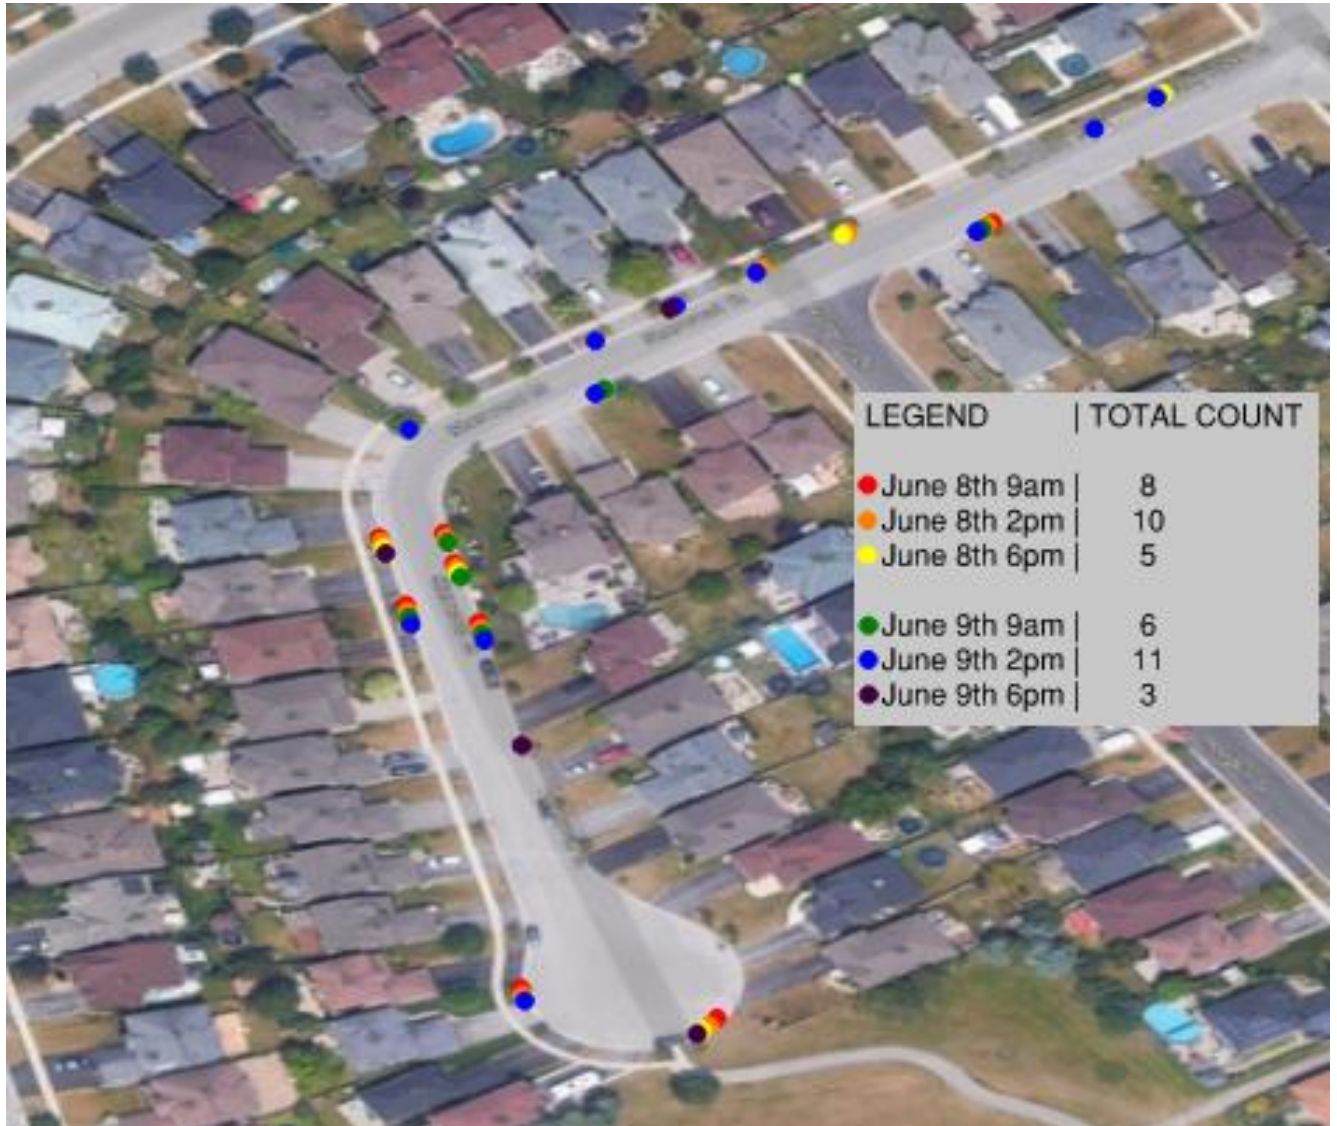 LEGEND | TOTAL COUNT
June 8th 9am | 8
June 8th 2pm | 10
June 8th 6pm | 5
June 9th 9am | 6
June 9th 2pm | 11
June 9th 6pm | 3